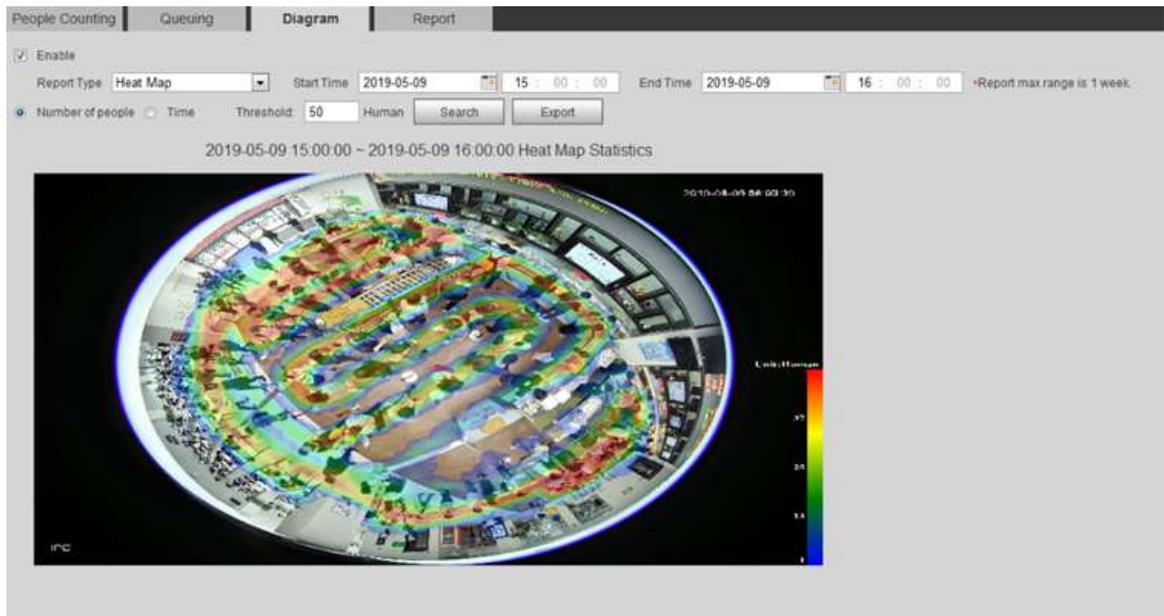 People Counting Queuing Diagram Report
Enable
Report Type Heat Map Start Time 2019-05-09 15 : 00 : 00 End Time 2019-05-09 16 : 00 : 00 *Report max range is 1 week.
Number of people Time Threshold: 50 Human Search Export
2019-05-09 15:00:00 ~ 2019-05-09 16:00:00 Heat Map Statistics
Unit:Human
37
IPC
1